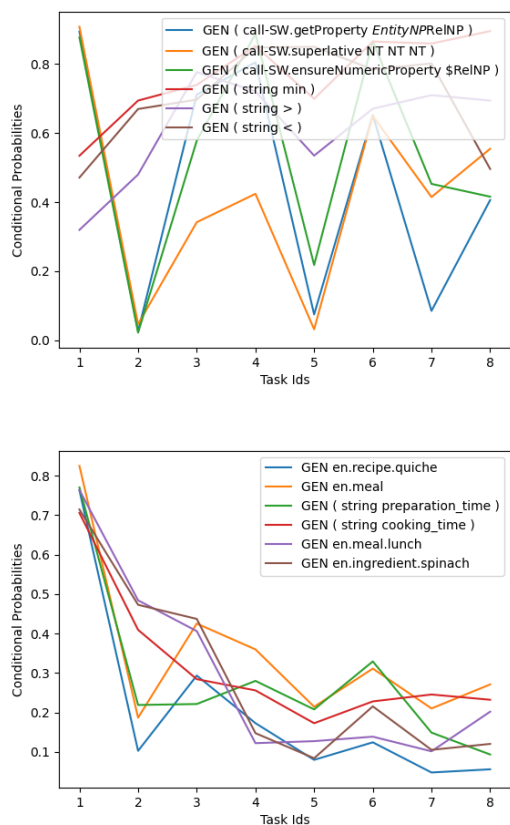 GEN ( call-SW.getProperty EntityNPRelNP )
GEN ( call-SW.superlative NT NT NT )
GEN ( call-SW.ensureNumericProperty $RelNP )
GEN ( string min )
GEN ( string > )
GEN ( string < )
Conditional Probabilities
0.8
0.6
0.4
0.2
0.0
1 2 3 4 5 6 7 8
Task Ids
GEN en.recipe.quiche
GEN en.meal
GEN ( string preparation_time )
GEN ( string cooking_time )
GEN en.meal.lunch
GEN en.ingredient.spinach
Conditional Probabilities
0.8
0.7
0.6
0.5
0.4
0.3
0.2
0.1
1 2 3 4 5 6 7 8
Task Ids